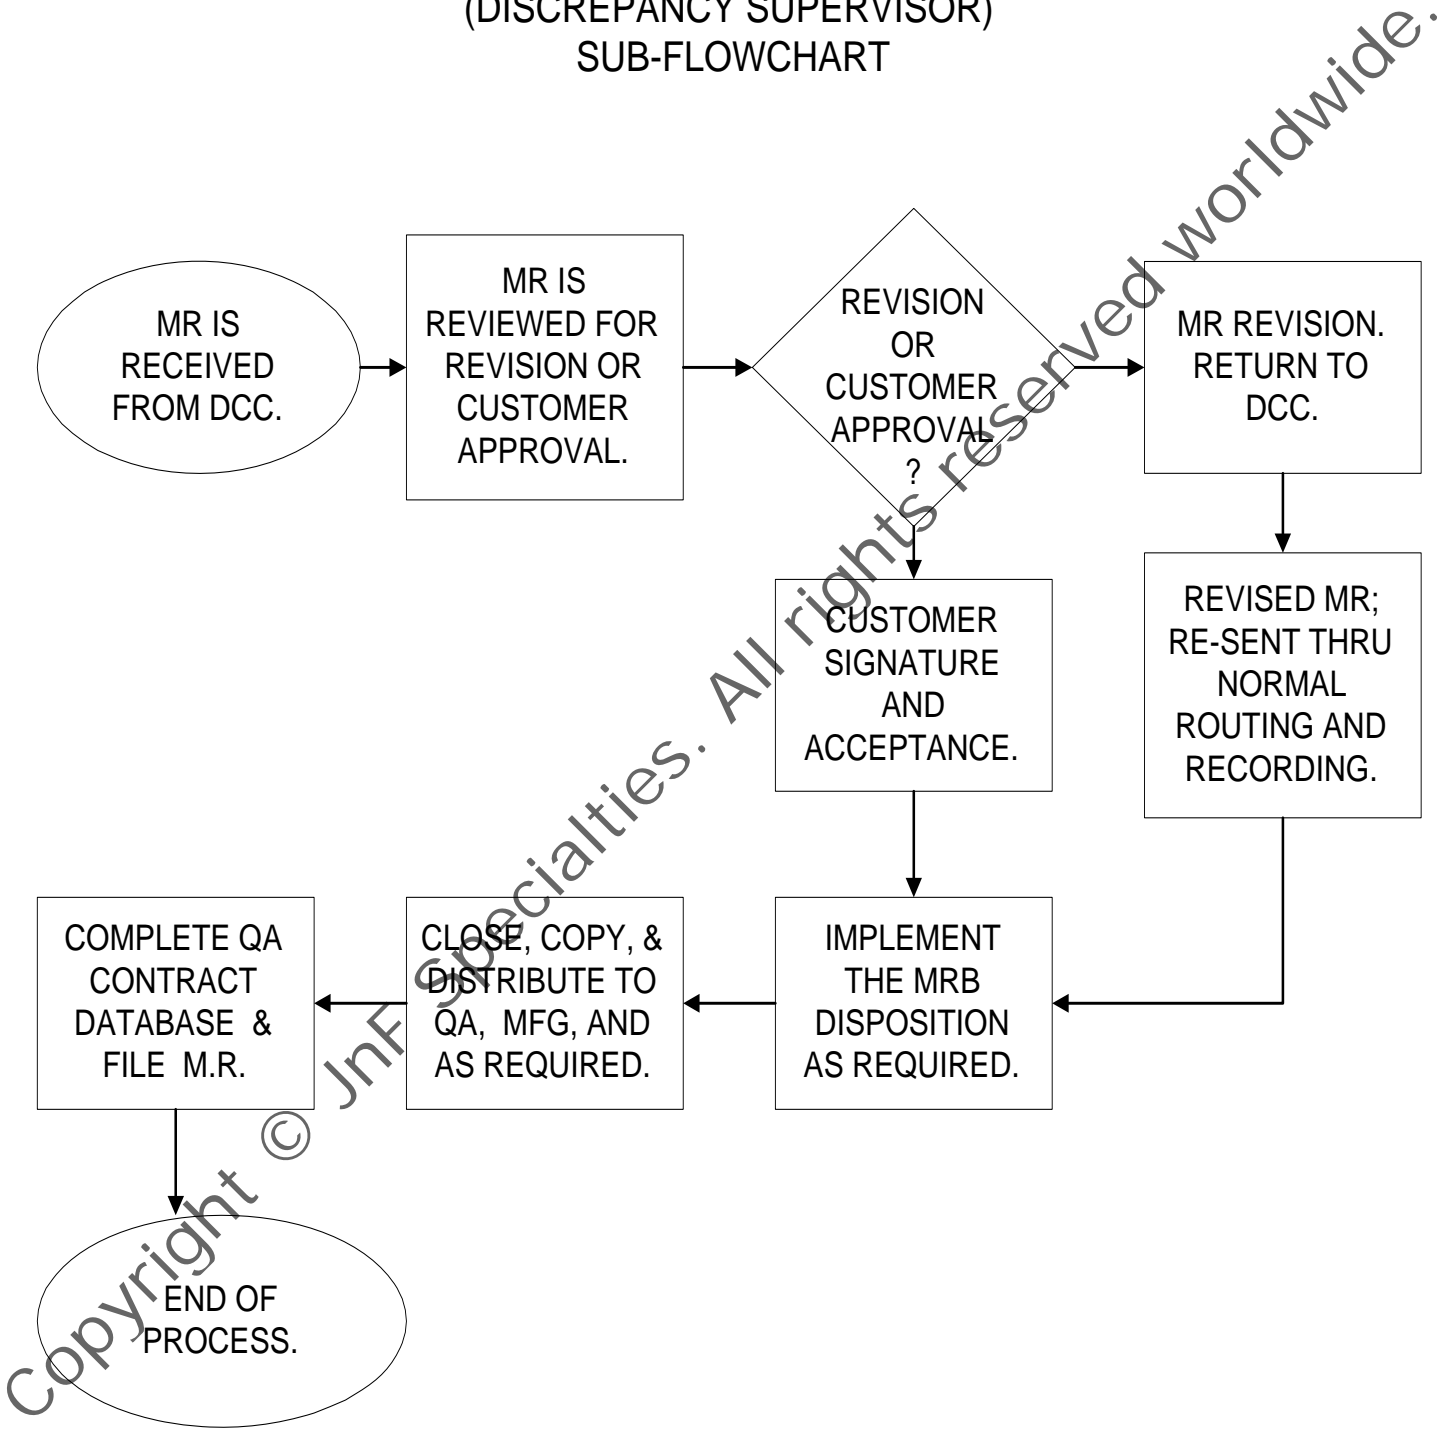 (DISCREPANCY SUPERVISOR)
SUB-FLOWCHART
MR IS
RECEIVED
FROM DCC.
MR IS
REVIEWED FOR
REVISION OR
CUSTOMER
APPROVAL.
REVISION
OR
CUSTOMER
APPROVAL
?
MR REVISION.
RETURN TO
DCC.
CUSTOMER
SIGNATURE
AND
ACCEPTANCE.
REVISED MR;
RE-SENT THRU
NORMAL
ROUTING AND
RECORDING.
IMPLEMENT
THE MRB
DISPOSITION
AS REQUIRED.
CLOSE, COPY, &
DISTRIBUTE TO
QA,  MFG, AND
AS REQUIRED.
COMPLETE QA
CONTRACT
DATABASE  &
FILE  M.R.
END OF
PROCESS.
Copyright © JnF Specialties. All rights reserved worldwide.